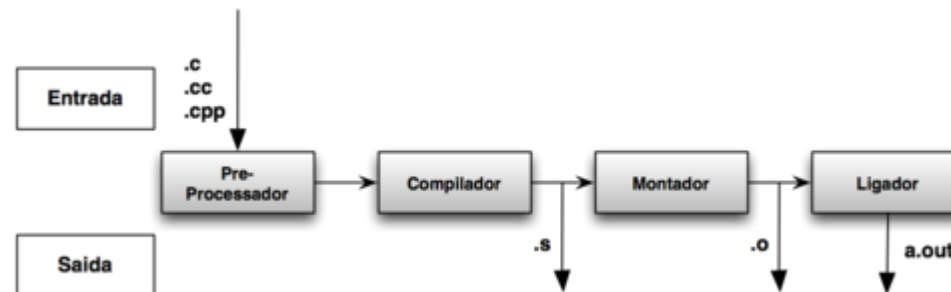 .c
.cc
.cpp
Entrada
Pre-
Processador
Compilador
Montador
Ligador
.s
.o
a.out
Saida